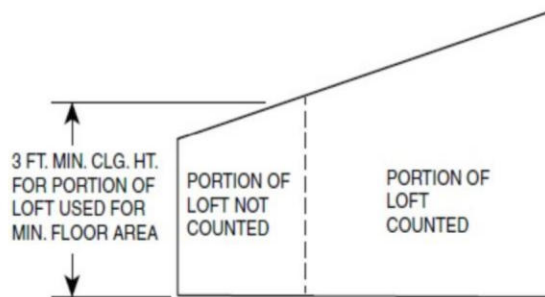 3 FT. MIN. CLG. HT.
FOR PORTION OF
LOFT USED FOR
MIN. FLOOR AREA
PORTION OF
LOFT NOT
COUNTED
PORTION OF
LOFT
COUNTED